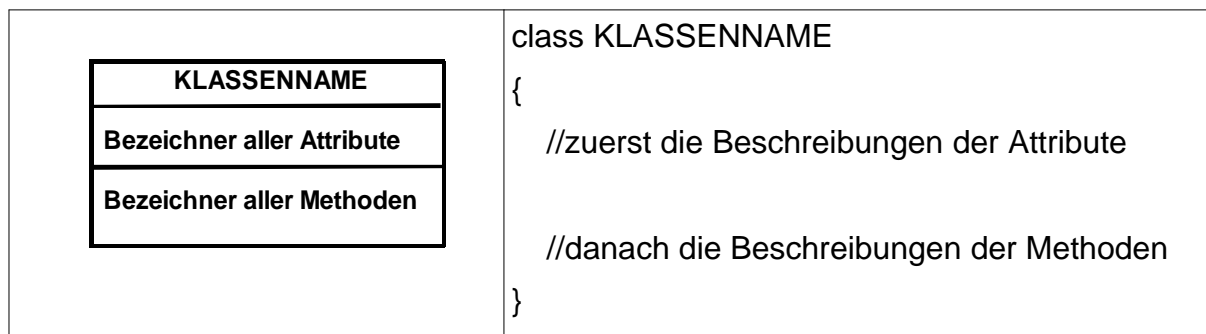 KLASSENNAME
Bezeichner aller Attribute
Bezeichner aller Methoden
class KLASSENNAME
{
//zuerst die Beschreibungen der Attribute
//danach die Beschreibungen der Methoden
}